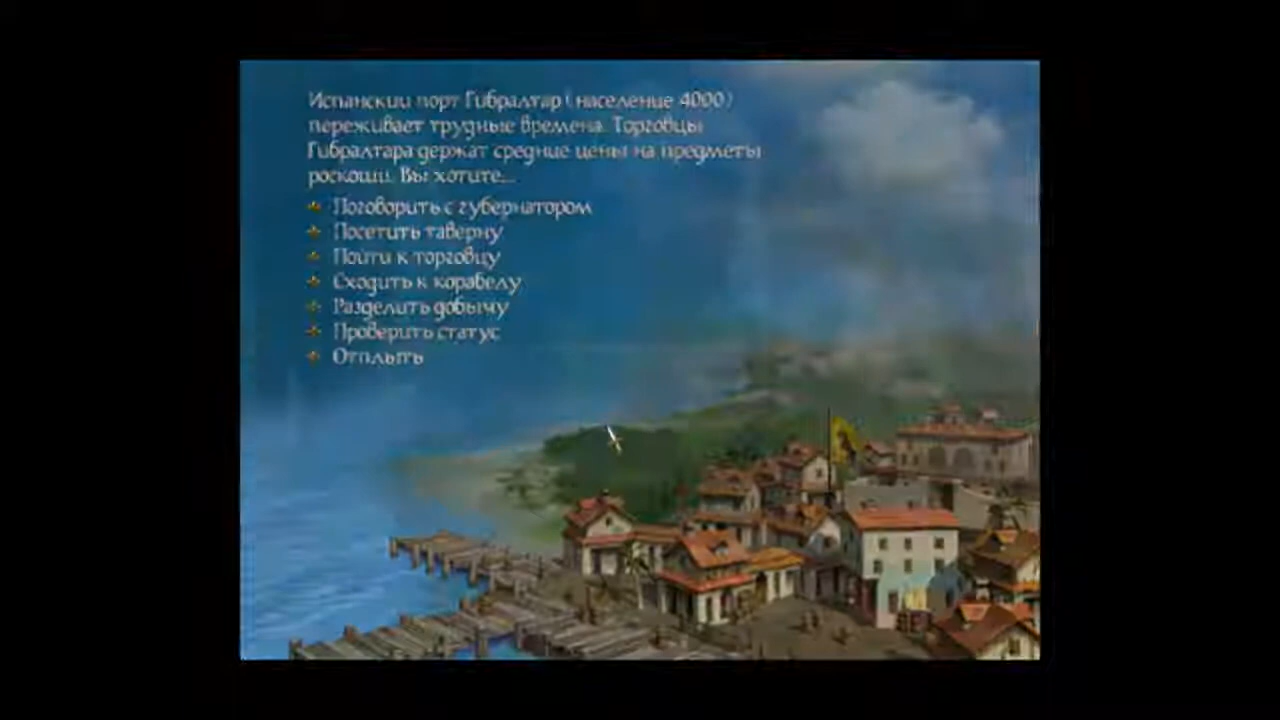 Испанский порт Гибралтар (население 4000)
переживает трудные времена. Торговцы
Гибралтара держат средние цены на предметы
роскоши. Вы хотите...
Поговорить с губернатором
Посетить таверну
Пойти к торговцу
Сходить к корабелу
Разделить добычу
Проверить статус
Отплыть